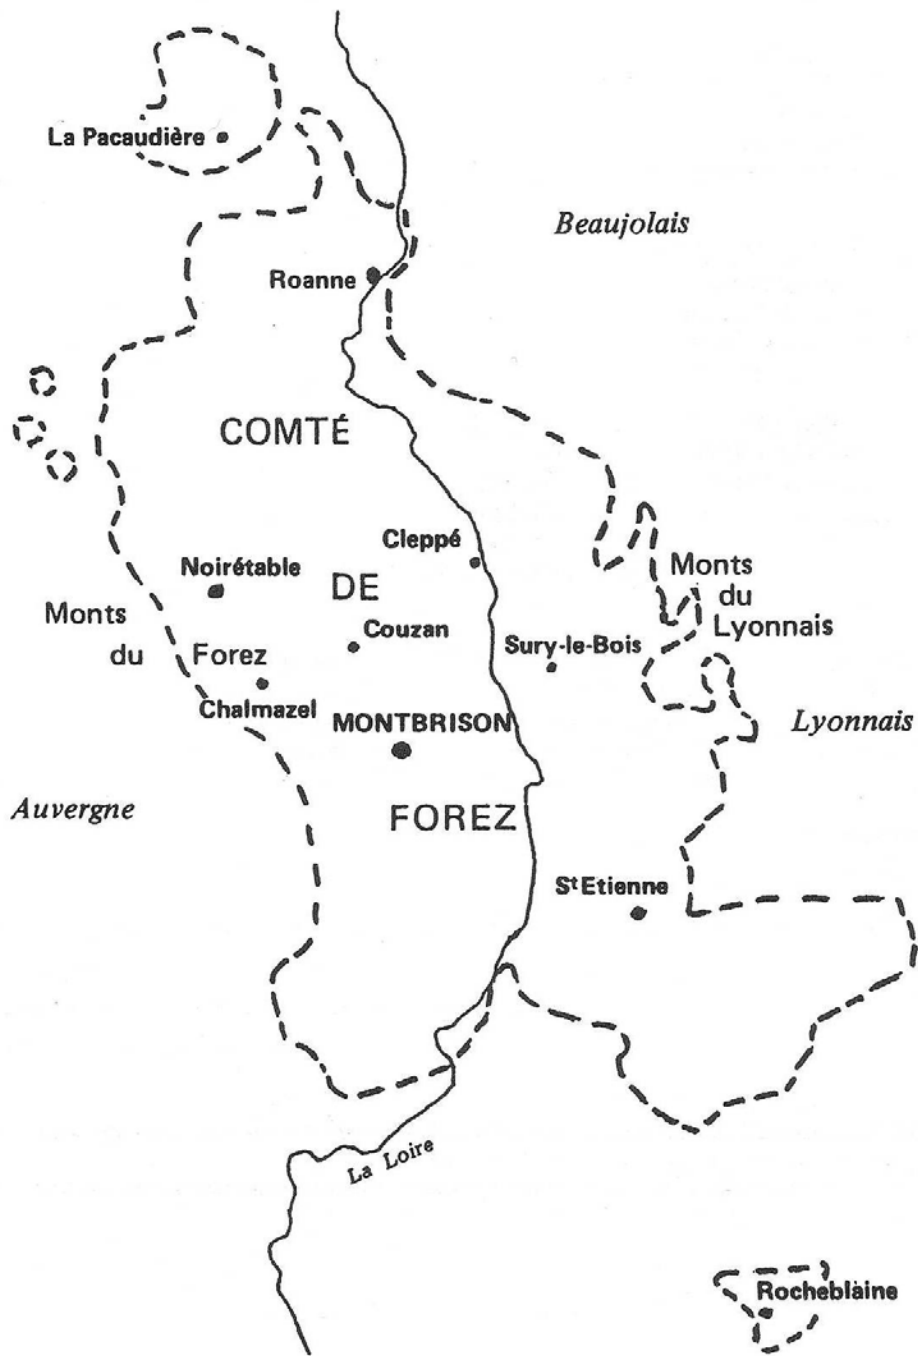 La Pacaudière
Beaujolais
Roanne
COMTÉ
Cleppé
Noirétable
DE
Monts
du
Lyonnais
Monts
du
Forez
Couzan
Sury-le-Bois
Chalmazel
MONTBRISON
Lyonnais
Auvergne
FOREZ
St Etienne
La Loire
Rocheblaine